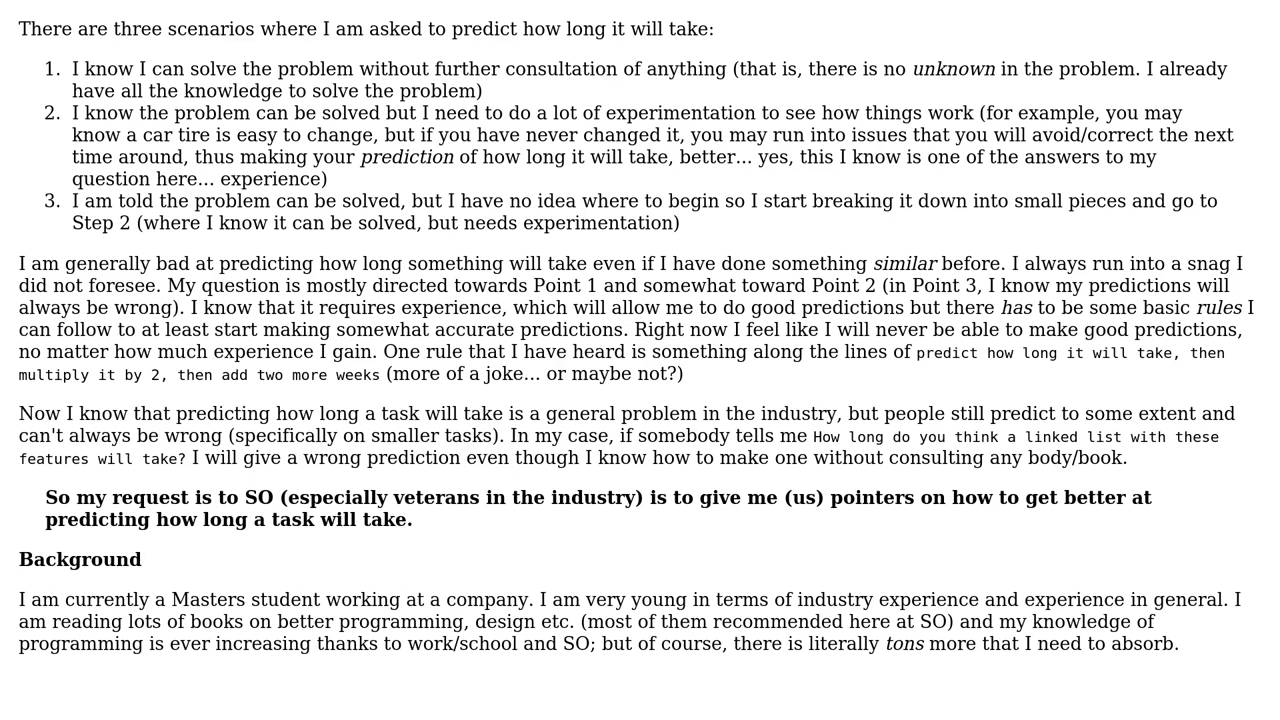 There are three scenarios where I am asked to predict how long it will take:
1. I know I can solve the problem without further consultation of anything (that is, there is no unknown in the problem. I already
have all the knowledge to solve the problem)
2. I know the problem can be solved but I need to do a lot of experimentation to see how things work (for example, you may
know a car tire is easy to change, but if you have never changed it, you may run into issues that you will avoid/correct the next
time around, thus making your prediction of how long it will take, better... yes, this I know is one of the answers to my
question here... experience)
3. I am told the problem can be solved, but I have no idea where to begin so I start breaking it down into small pieces and go to
Step 2 (where I know it can be solved, but needs experimentation)
I am generally bad at predicting how long something will take even if I have done something similar before. I always run into a snag I
did not foresee. My question is mostly directed towards Point 1 and somewhat toward Point 2 (in Point 3, I know my predictions will
always be wrong). I know that it requires experience, which will allow me to do good predictions but there has to be some basic rules I
can follow to at least start making somewhat accurate predictions. Right now I feel like I will never be able to make good predictions,
no matter how much experience I gain. One rule that I have heard is something along the lines of predict how long it will take, then
multiply it by 2, then add two more weeks (more of a joke... or maybe not?)
Now I know that predicting how long a task will take is a general problem in the industry, but people still predict to some extent and
can't always be wrong (specifically on smaller tasks). In my case, if somebody tells me How long do you think a linked list with these
features will take? I will give a wrong prediction even though I know how to make one without consulting any body/book.
So my request is to SO (especially veterans in the industry) is to give me (us) pointers on how to get better at
predicting how long a task will take.
Background
I am currently a Masters student working at a company. I am very young in terms of industry experience and experience in general. I
am reading lots of books on better programming, design etc. (most of them recommended here at SO) and my knowledge of
programming is ever increasing thanks to work/school and SO; but of course, there is literally tons more that I need to absorb.